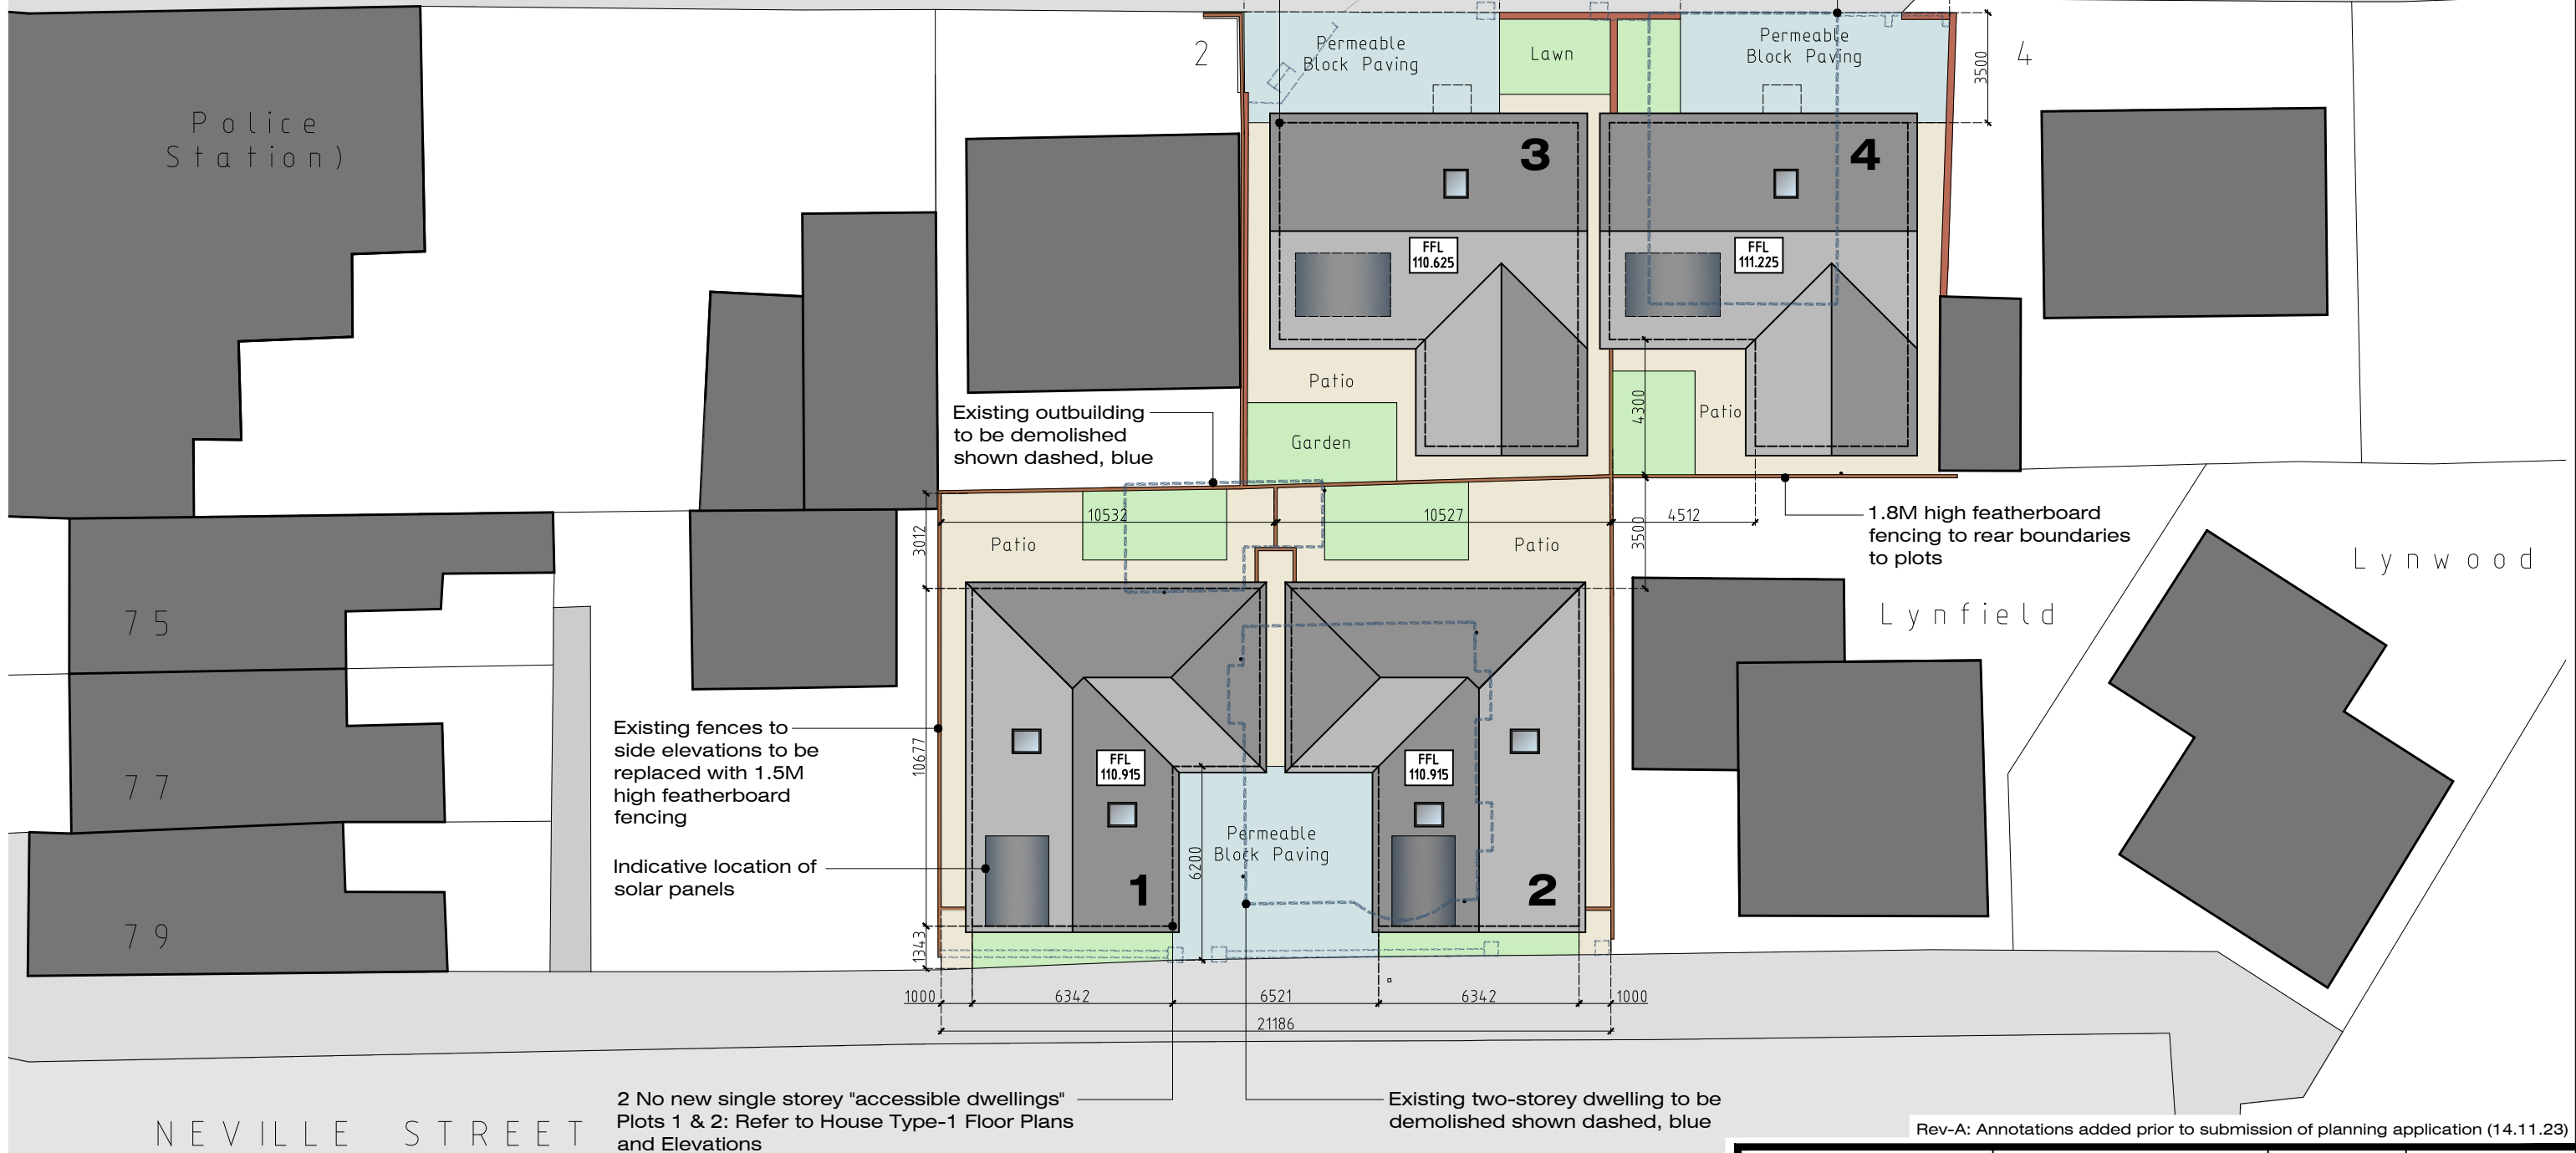 Police
Station)
2
Permeable
Block Paving
Lawn
Permeable
Block Paving
3500
4
3
4
FFL
110.625
FFL
111.225
Patio
Garden
4300
Patio
Existing outbuilding
to be demolished
shown dashed, blue
10532
10527
4512
3012
3500
Patio
Patio
1.8M high featherboard
fencing to rear boundaries
to plots
Lynwood
Lynfield
75
77
79
Existing fences to
side elevations to be
replaced with 1.5M
high featherboard
fencing
10677
FFL
110.915
FFL
110.915
Permeable
Block Paving
6200
Indicative location of
solar panels
1
2
1343
1000
6342
6521
6342
1000
21186
2 No new single storey "accessible dwellings"
Plots 1 & 2: Refer to House Type-1 Floor Plans
and Elevations
Existing two-storey dwelling to be
demolished shown dashed, blue
NEVILLE STREET
Rev-A: Annotations added prior to submission of planning application (14.11.23)